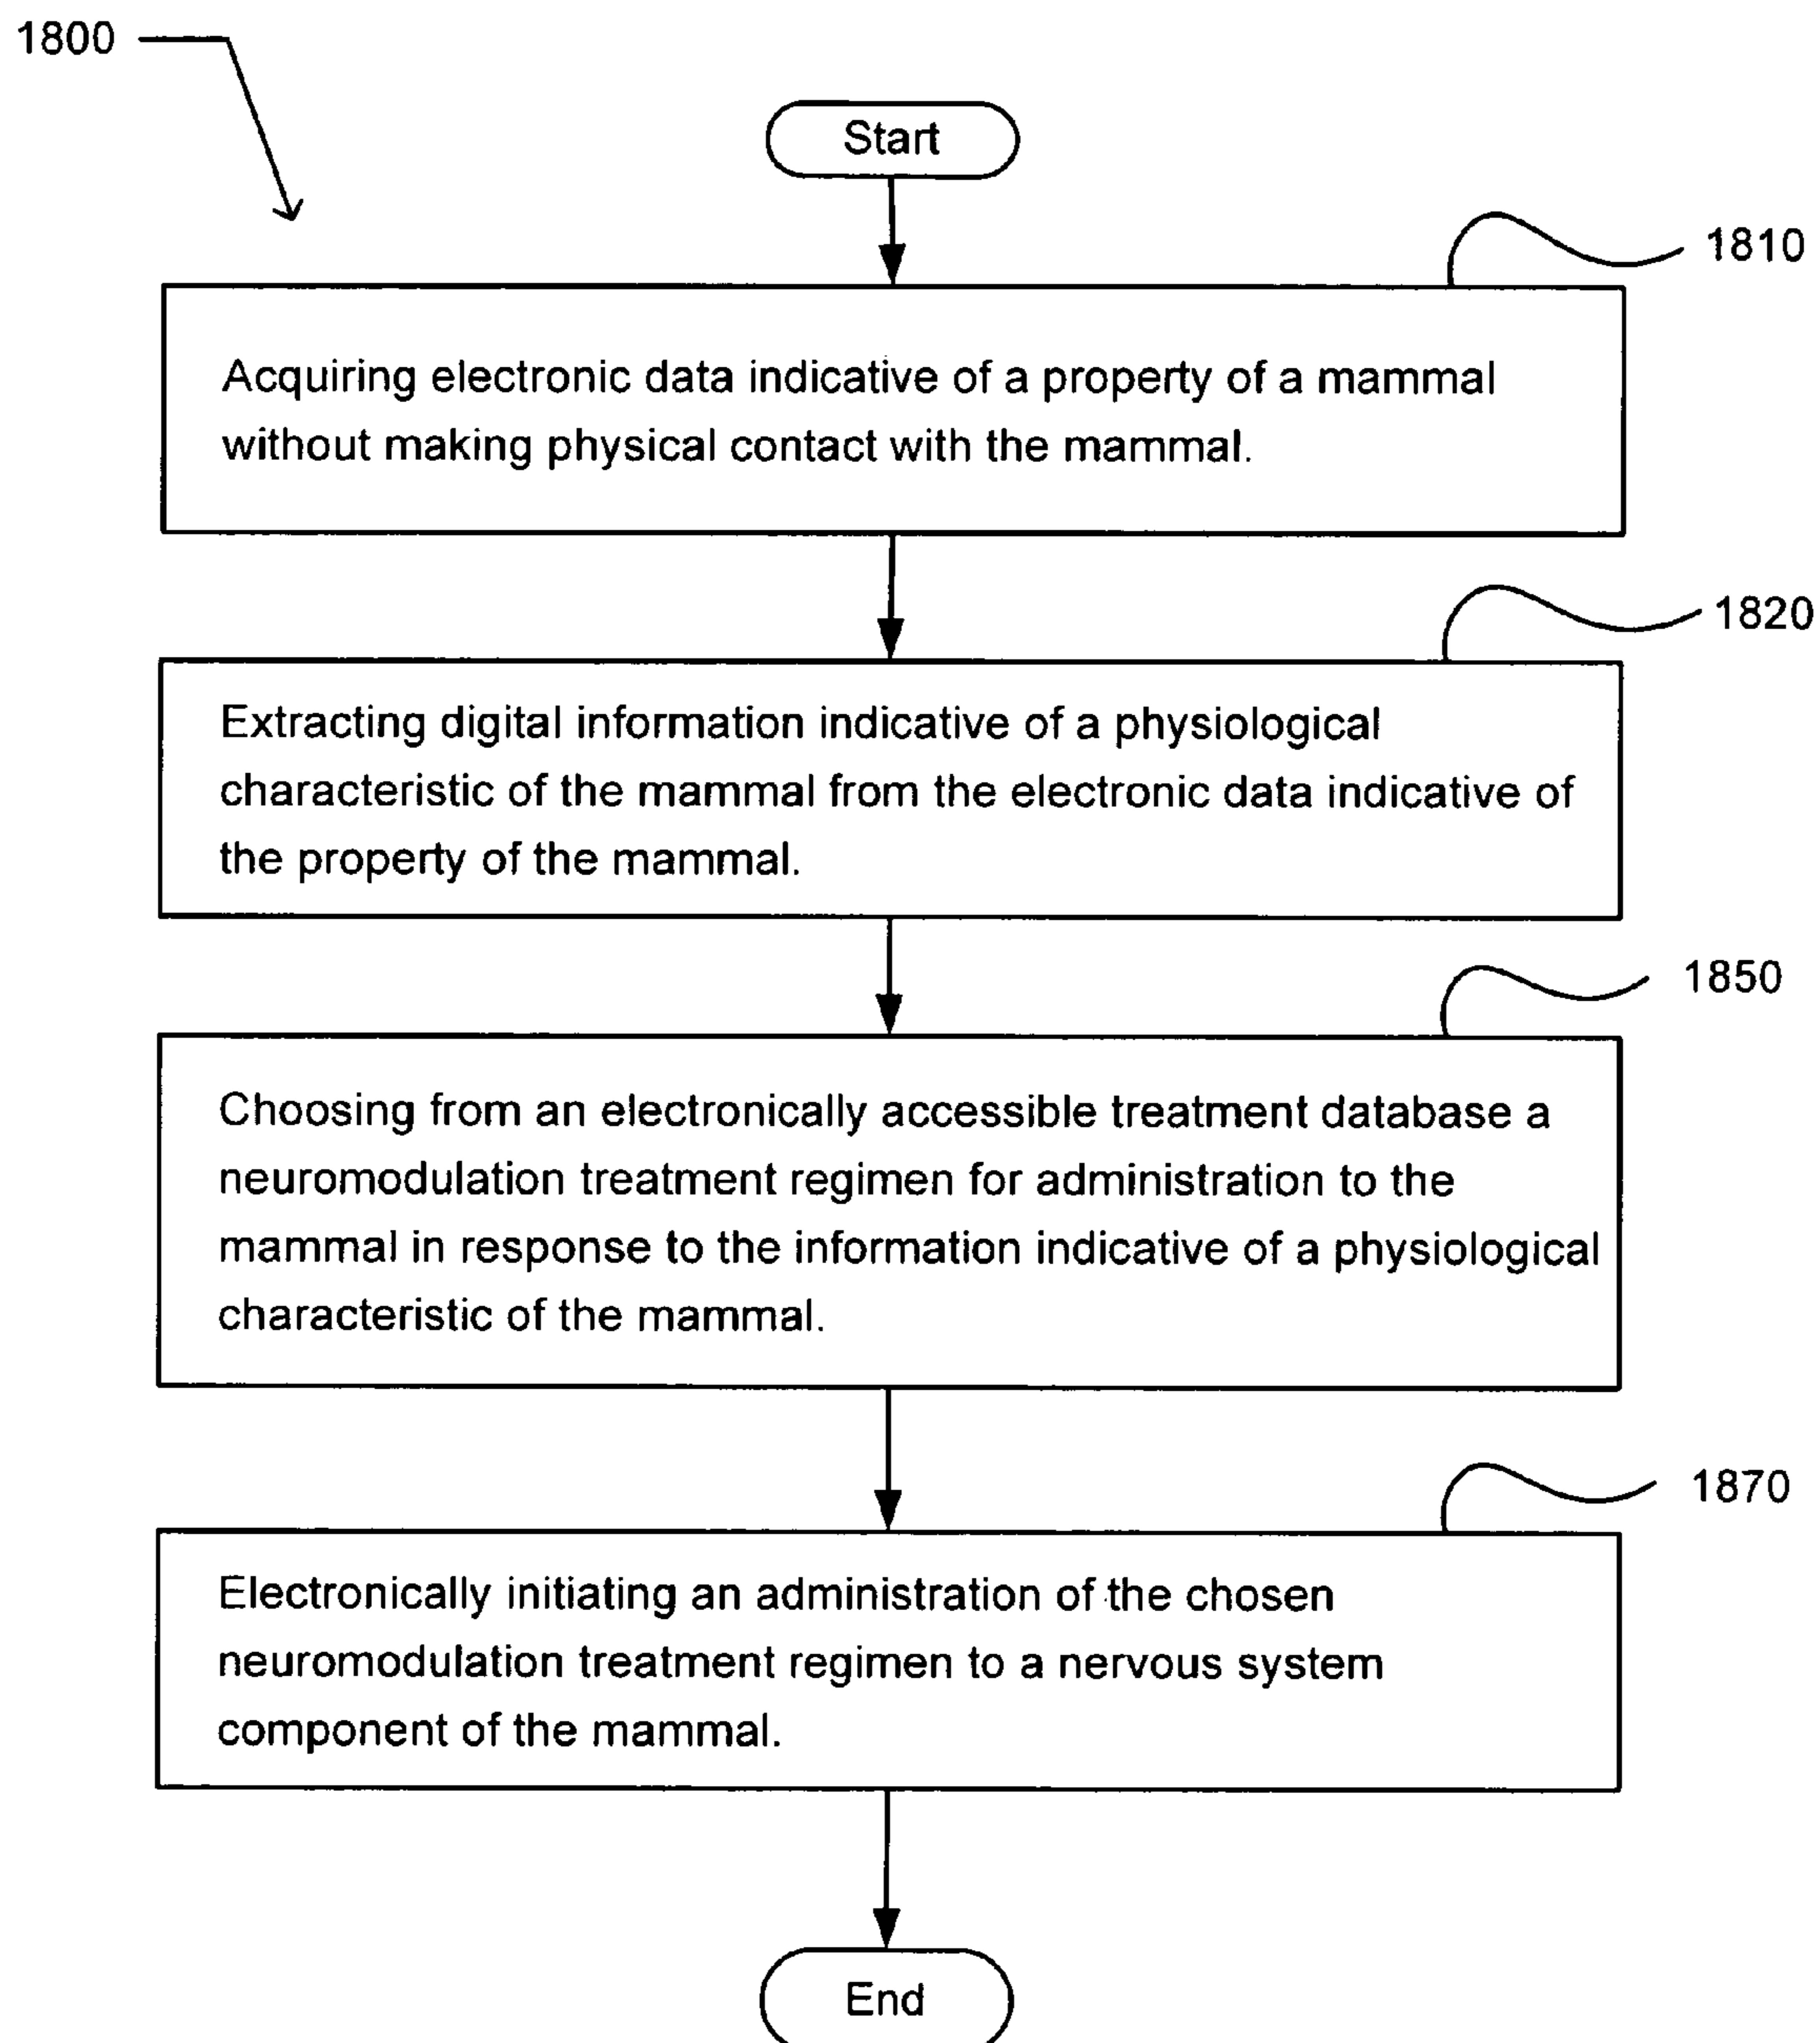 1800
Start
1810
Acquiring electronic data indicative of a property of a mammal
without making physical contact with the mammal.
1820
Extracting digital information indicative of a physiological
characteristic of the mammal from the electronic data indicative of
the property of the mammal.
1850
Choosing from an electronically accessible treatment database a
neuromodulation treatment regimen for administration to the
mammal in response to the information indicative of a physiological
characteristic of the mammal.
1870
Electronically initiating an administration of the chosen
neuromodulation treatment regimen to a nervous system
component of the mammal.
End